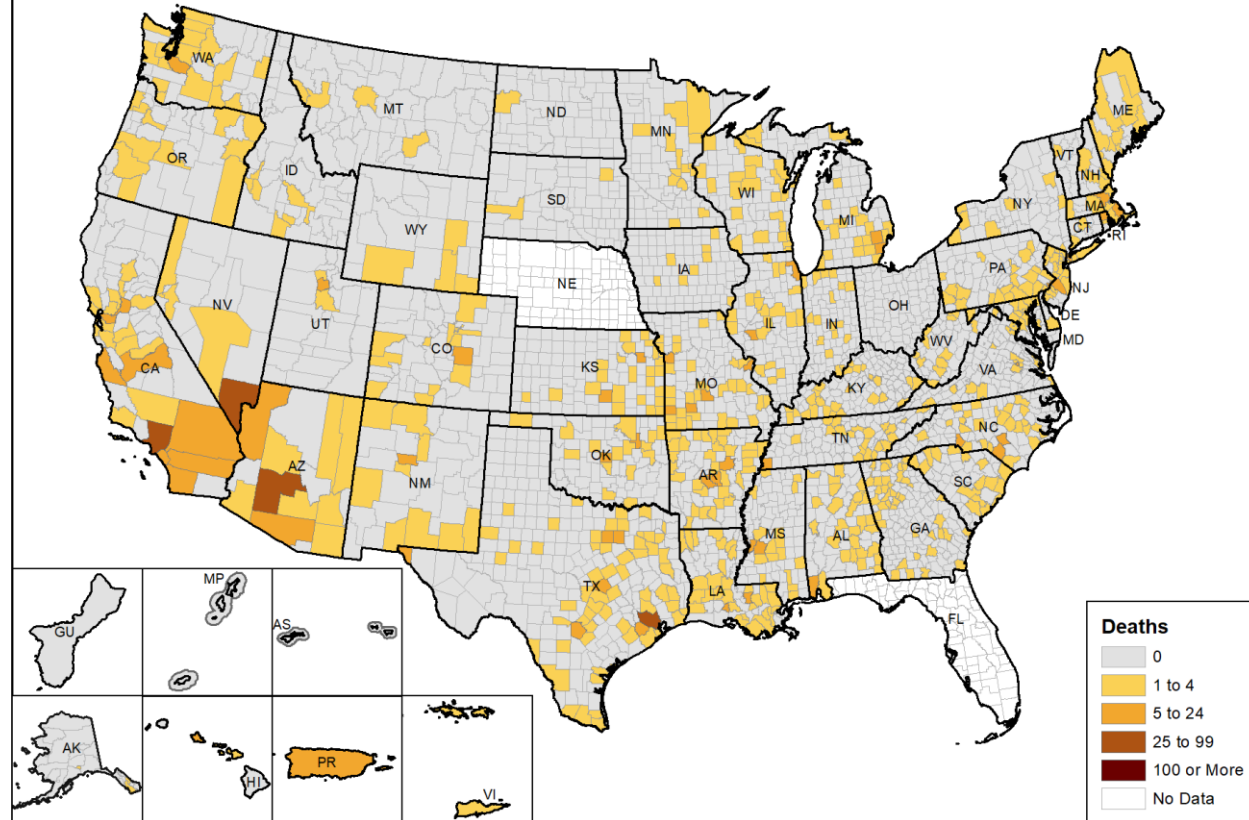 WA
MT
ND
MN
ME
OR
ID
SD
WI
VT
NH
NY
MA
MI
CT
RI
WY
IA
PA
NE
NJ
NV
UT
OH
IL
IN
DE
CO
MD
WV
CA
KS
MO
VA
KY
NC
TN
AZ
OK
NM
AR
SC
MS
AL
GA
TX
LA
FL
MP
GU
AS
AK
HI
PR
VI
Deaths
0
1 to 4
5 to 24
25 to 99
100 or More
No Data